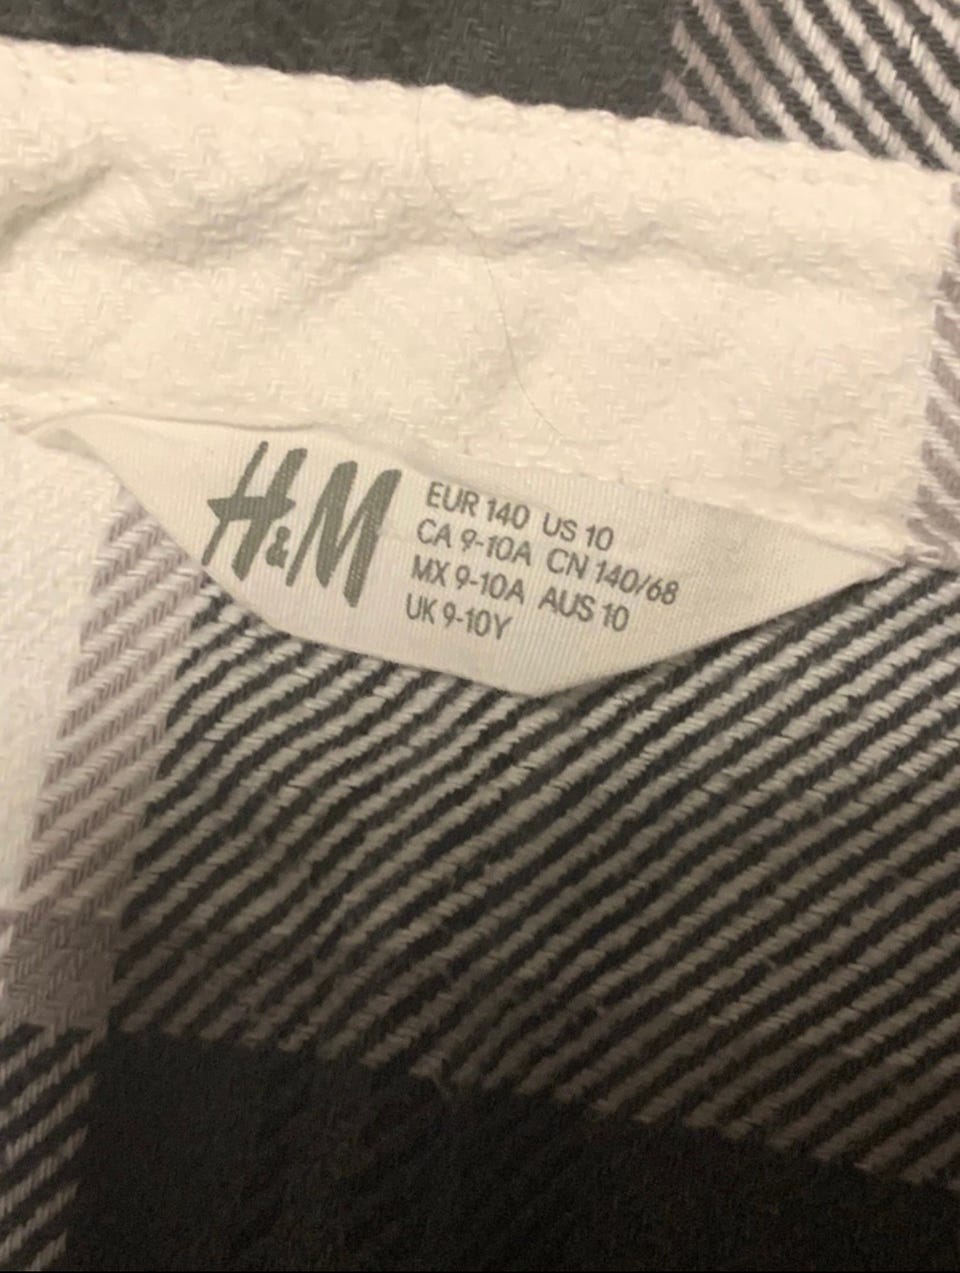 H&M
EUR 140 US 10
CA 9-10A CN 140/68
MX 9-10A AUS 10
UK 9-10Y